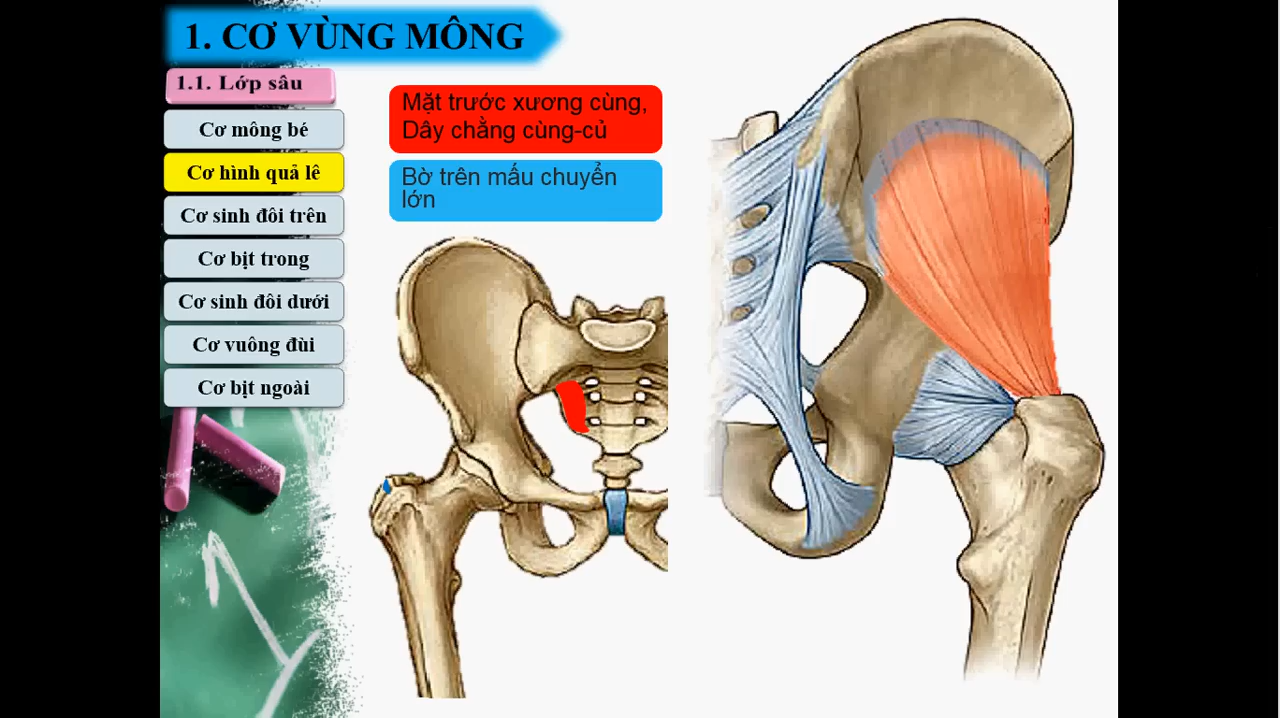 1. CƠ VÙNG MÔNG
1.1. Lớp sâu
Cơ mông bé
Cơ hình quả lê
Cơ sinh đôi trên
Cơ bịt trong
Cơ sinh đôi dưới
Cơ vuông đùi
Cơ bịt ngoài
Mặt trước xương cùng,
Dây chằng cùng-củ
Bờ trên mấu chuyển
lớn